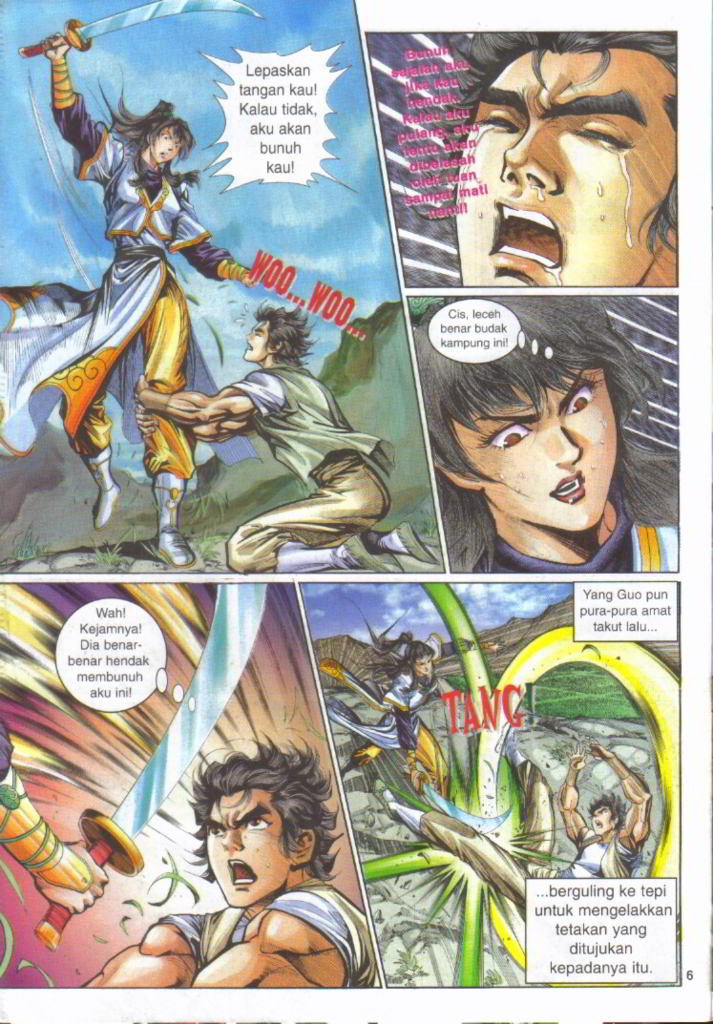 Lepaskan
tangan kau!
Kalau tidak,
aku akan
bunuh
kau!
WOO...WOO...
Bunuh
sajalah aku
jika kau
hendak.
Kalau aku
pulang, aku
tentu akan
dibelasah
oleh tuan
sampai mati
nanti!
Cis, leceh
benar budak
kampung ini!
Wah!
Kejamnya!
Dia benar-
benar hendak
membunuh
aku ini!
Yang Guo pun
pura-pura amat
takut lalu...
TANG!
...berguling ke tepi
untuk mengelakkan
tetakan yang
ditujukan
kepadanya itu.
6